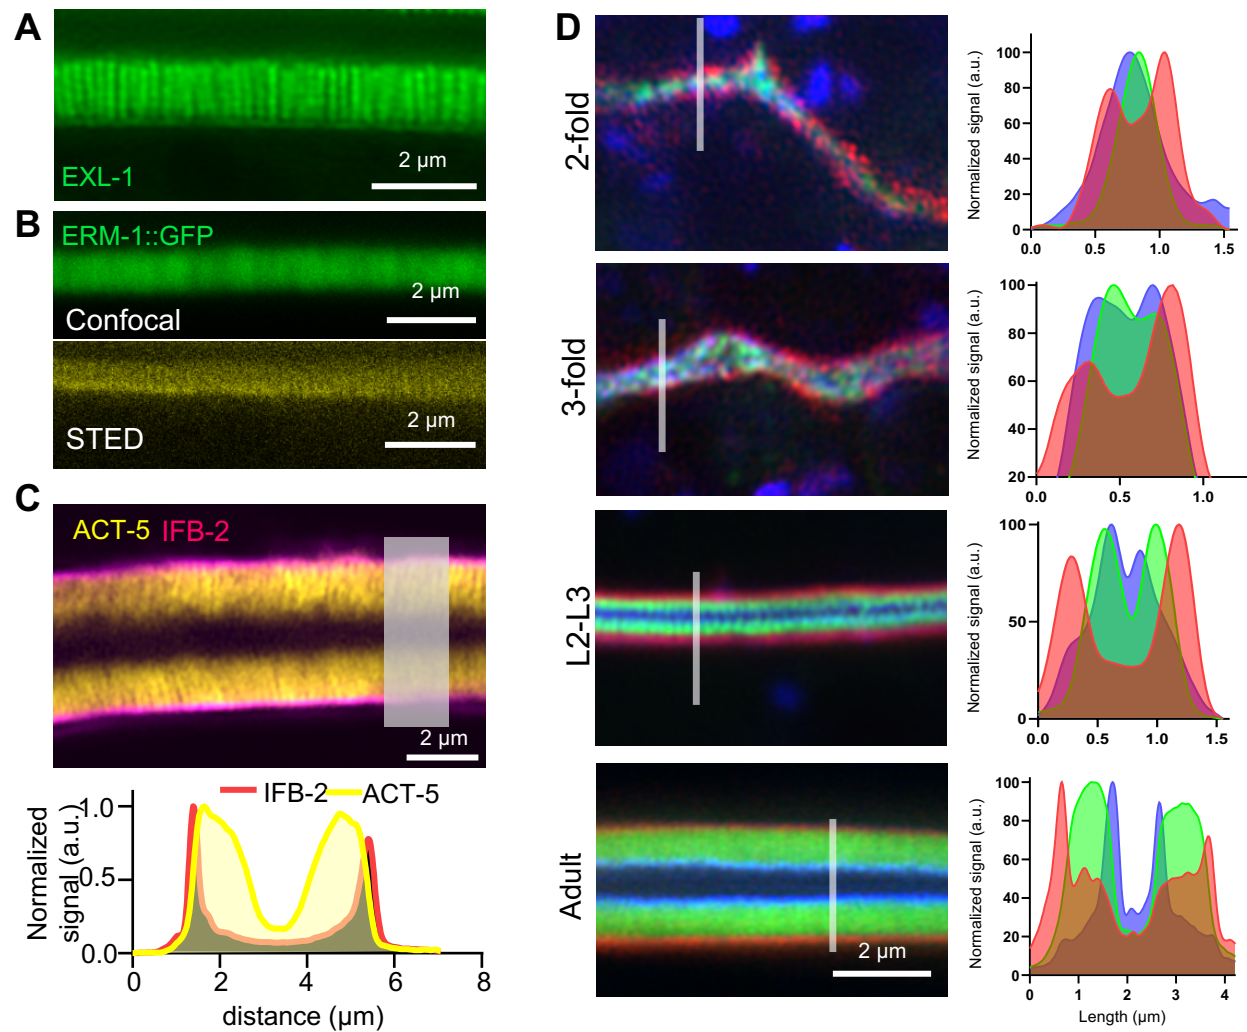 A
EXL-1
2 µm
B
ERM-1::GFP
2 µm
Confocal
2 µm
STED
C
ACT-5 IFB-2
2 µm
IFB-2 ACT-5
Normalized
signal (a.u.)
1.0
0.5
0.0
0 2 4 6 8
distance (µm)
D
2-fold
Normalized signal (a.u.)
100
80
60
40
20
0
0.0 0.5 1.0 1.5
3-fold
Normalized signal (a.u.)
100
80
60
40
20
0.0 0.5 1.0
L2-L3
Normalized signal (a.u.)
100
50
0
0.0 0.5 1.0 1.5
Adult
2 µm
Normalized signal (a.u.)
100
80
60
40
20
0
0 1 2 3 4
Length (µm)